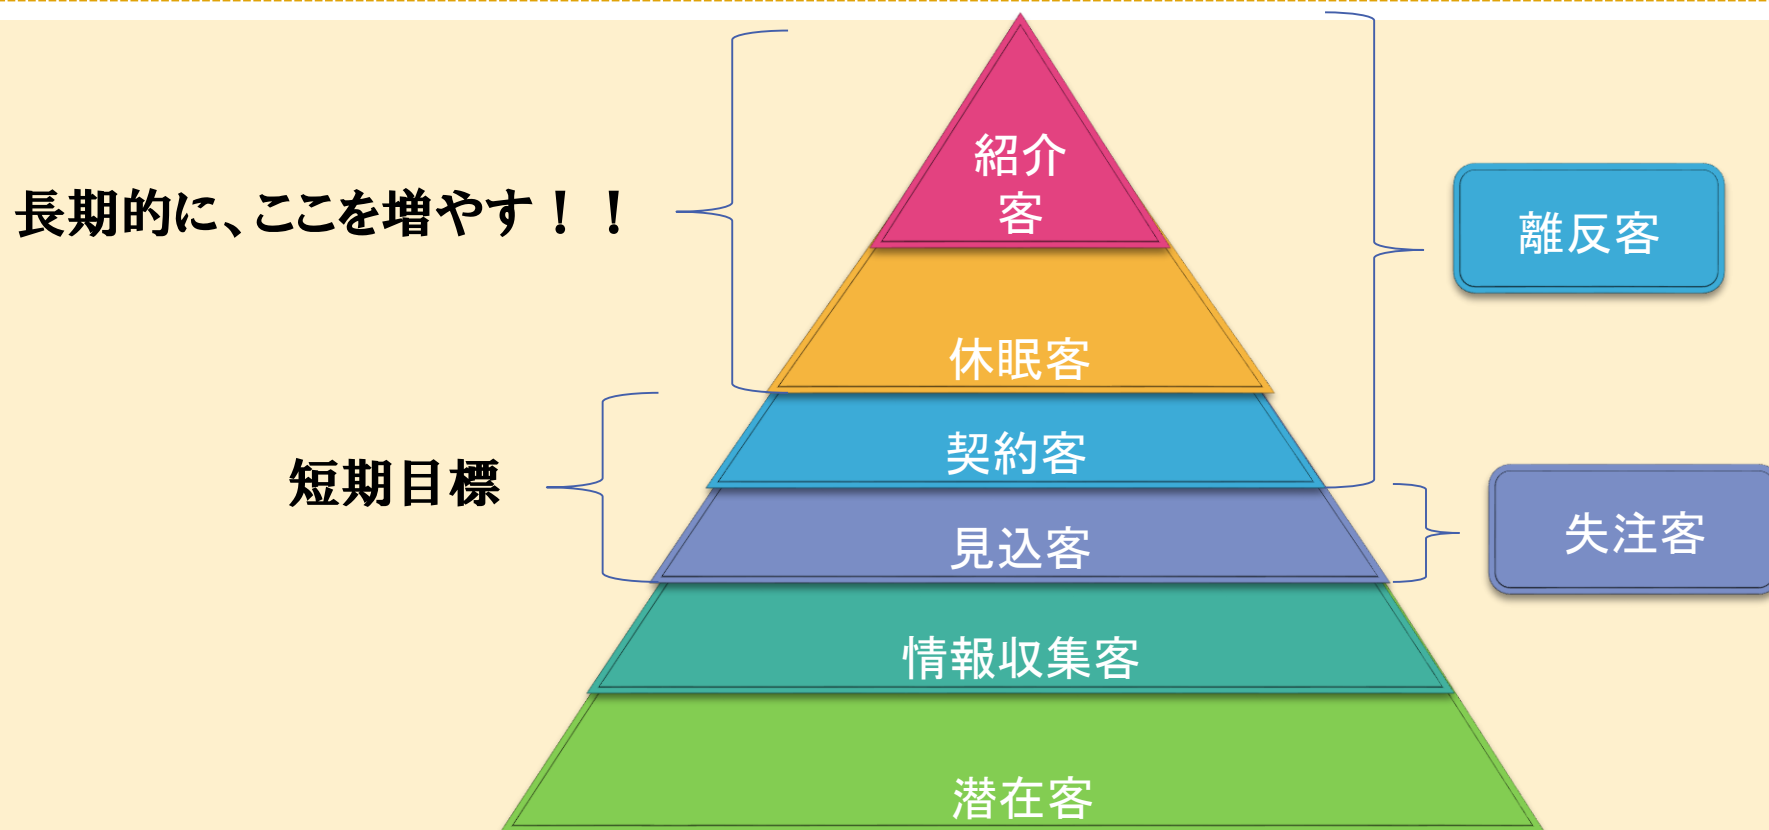 紹介
客
長期的に、ここを増やす！！
離反客
休眠客
契約客
短期目標
見込客
失注客
情報収集客
潜在客